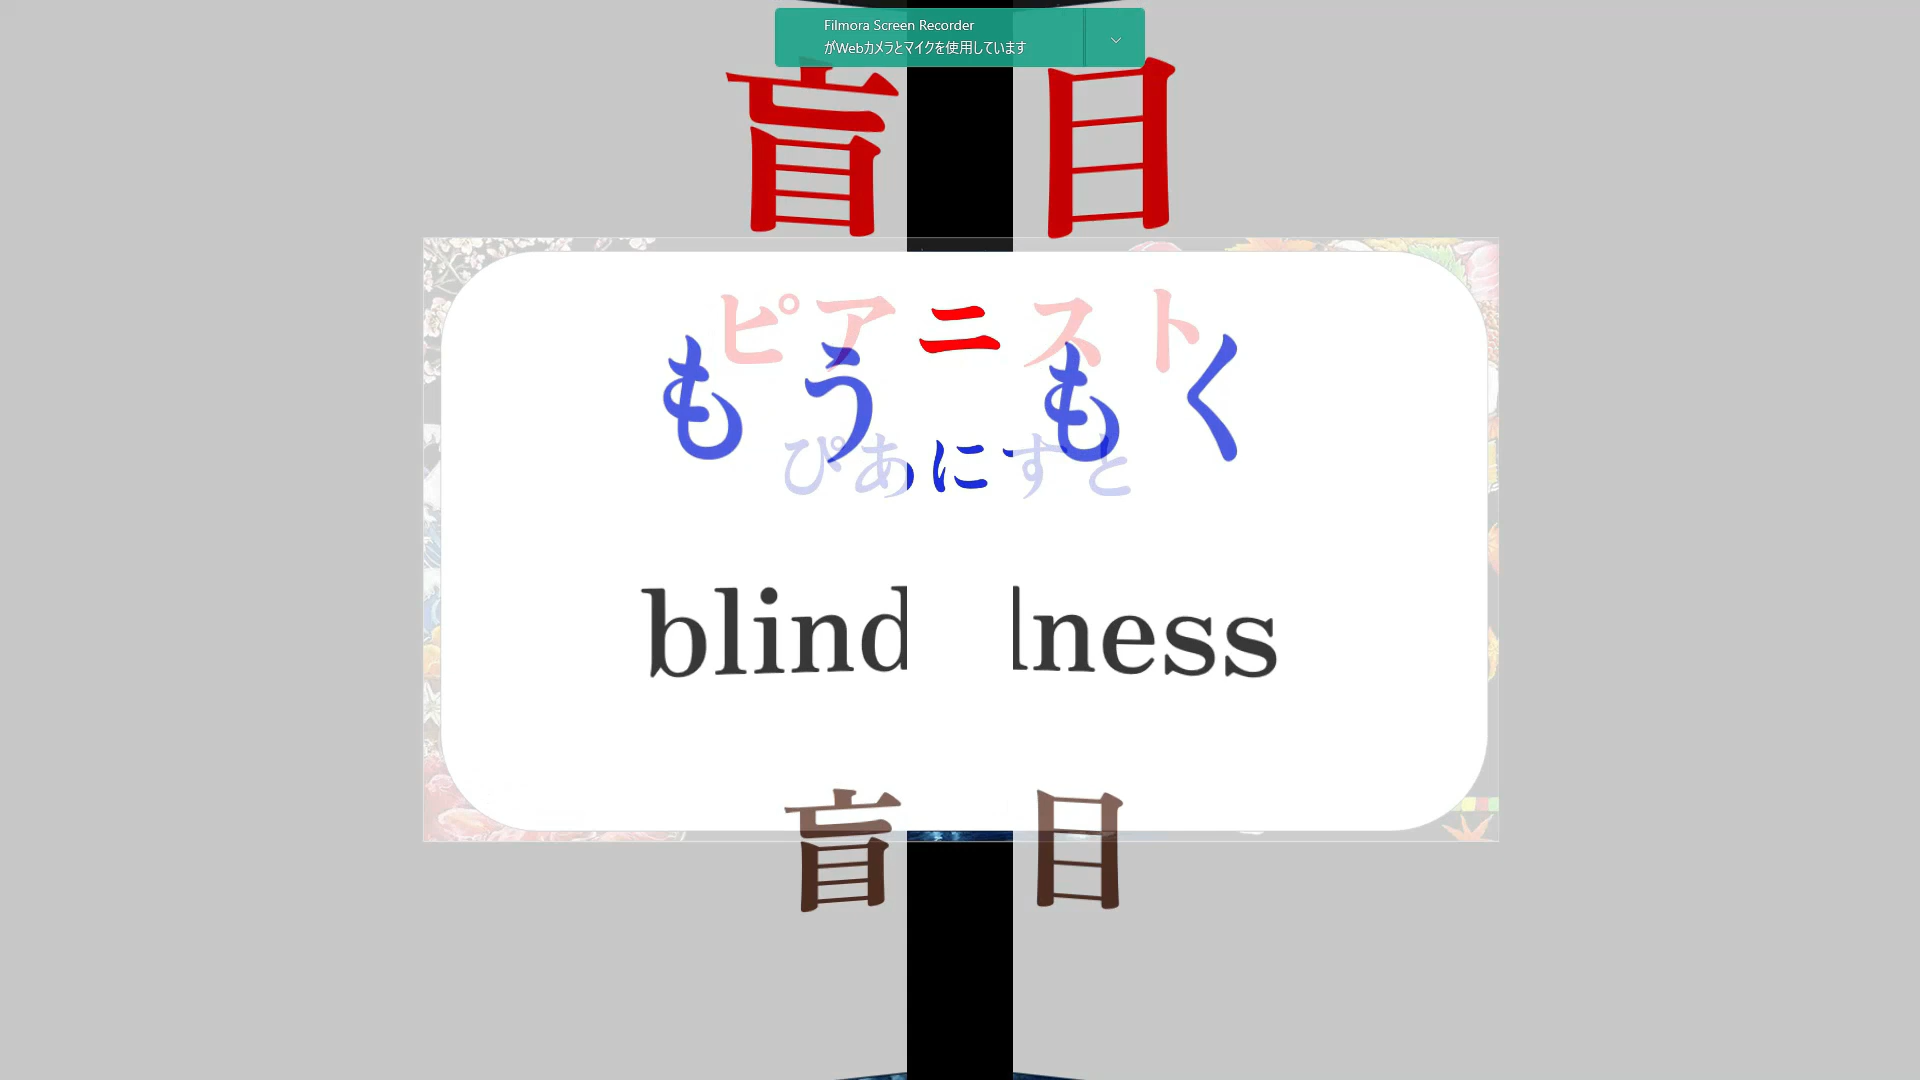 Filmora Screen Recorder
がWebカメラとマイクを使用しています
盲目
ピアニスト
もうもく
ぴあにすと
blindness
盲目